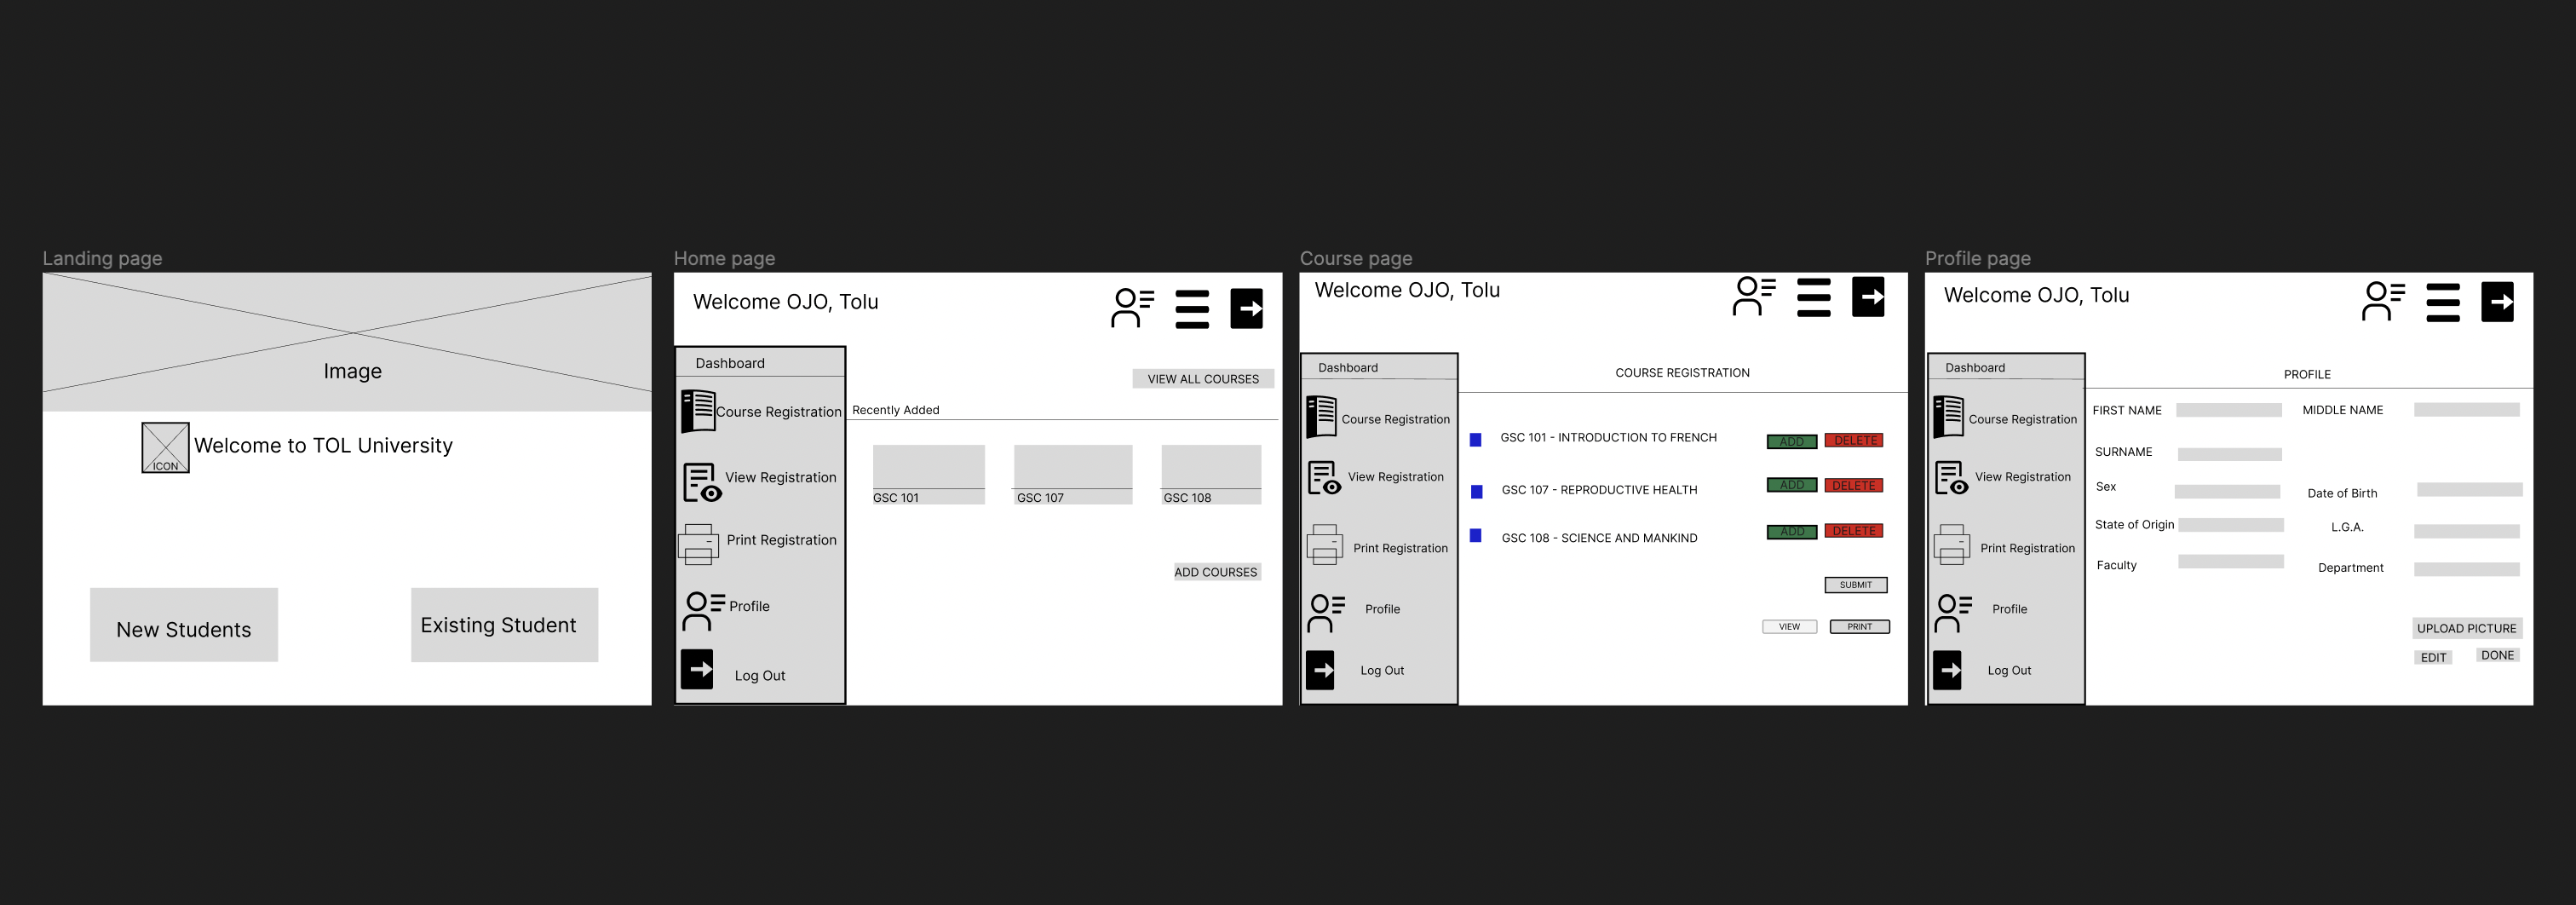 Landing page
Image
ICON
Welcome to TOL University
New Students
Existing Student
Home page
Welcome OJO, Tolu
Dashboard
Course Registration
View Registration
Print Registration
Profile
Log Out
VIEW ALL COURSES
Recently Added
GSC 101
GSC 107
GSC 108
ADD COURSES
Course page
Welcome OJO, Tolu
Dashboard
Course Registration
View Registration
Print Registration
Profile
Log Out
COURSE REGISTRATION
GSC 101 - INTRODUCTION TO FRENCH ADD DELETE
GSC 107 - REPRODUCTIVE HEALTH ADD DELETE
GSC 108 - SCIENCE AND MANKIND ADD DELETE
SUBMIT
VIEW PRINT
Profile page
Welcome OJO, Tolu
Dashboard
Course Registration
View Registration
Print Registration
Profile
Log Out
PROFILE
FIRST NAME MIDDLE NAME
SURNAME
Sex Date of Birth
State of Origin L.G.A.
Faculty Department
UPLOAD PICTURE
EDIT DONE